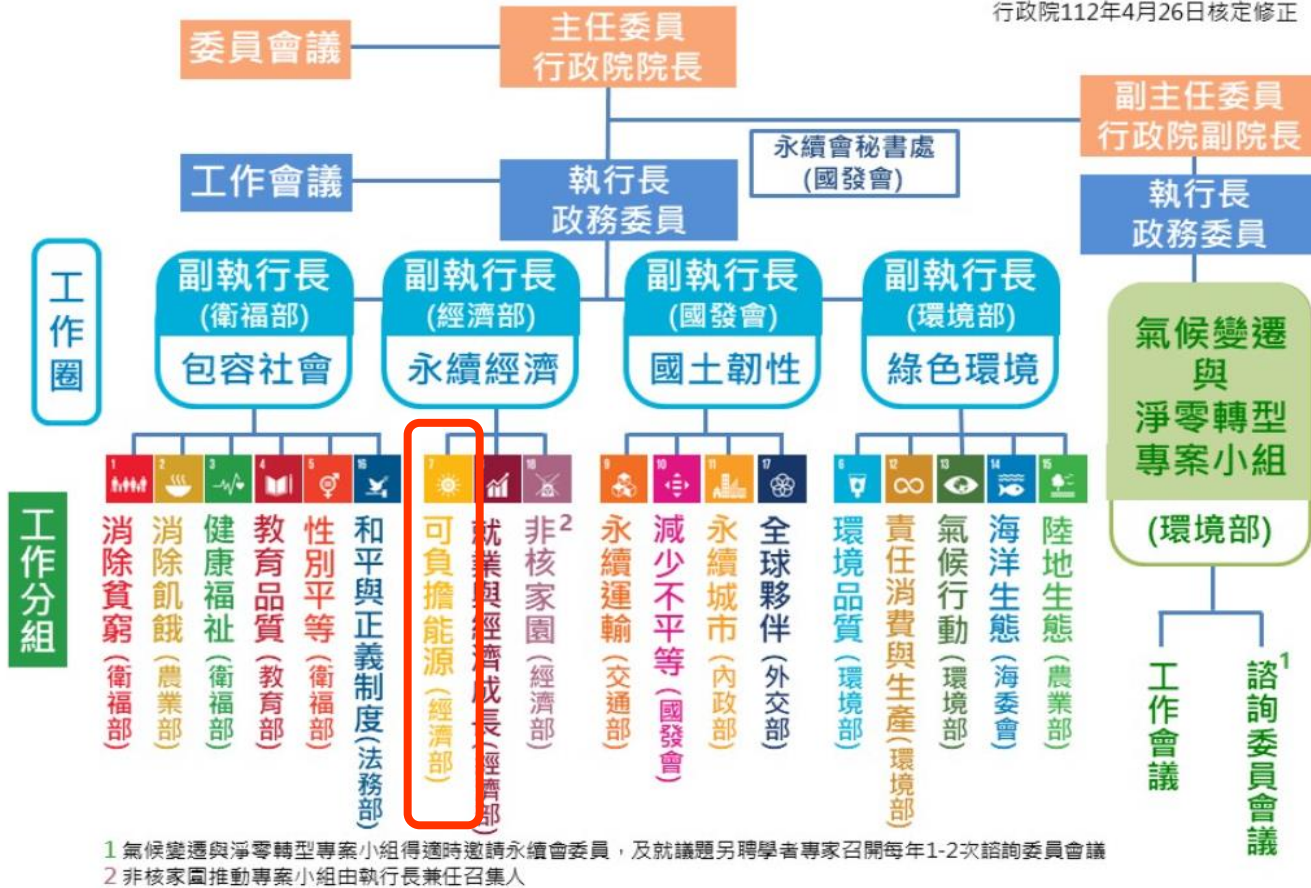 行政院112年4月26日核定修正
委員會議
主任委員
行政院院長
副主任委員
行政院副院長
永續會秘書處
(國發會)
工作會議
執行長
政務委員
執行長
政務委員
工作圈
副執行長
(衛福部)
包容社會
副執行長
(經濟部)
永續經濟
副執行長
(國發會)
國土韌性
副執行長
(環境部)
綠色環境
氣候變遷
與
淨零轉型
專案小組
(環境部)
工作分組
1
消除貧窮(衛福部)
2
消除飢餓(農業部)
3
健康福祉(衛福部)
4
教育品質(教育部)
5
性別平等(衛福部)
16
和平與正義制度(法務部)
7
可負擔能源(經濟部)
就業與經濟成長(經濟部)
18
非核家園2(經濟部)
9
永續運輸(交通部)
10
減少不平等(國發會)
11
永續城市(內政部)
17
全球夥伴(外交部)
6
環境品質(環境部)
12
責任消費與生產(環境部)
13
氣候行動(環境部)
14
海洋生態(海委會)
15
陸地生態(農業部)
工作會議
諮詢委員會議1
1 氣候變遷與淨零轉型專案小組得適時邀請永續會委員，及就議題另聘學者專家召開每年1-2次諮詢委員會議
2 非核家園推動專案小組由執行長兼任召集人